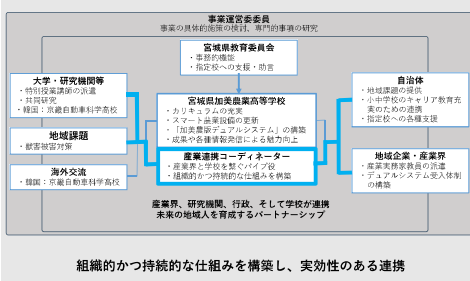 事業運営委委員
事業の具体的施策の検討、専門的事項の研究
宮城県教育委員会
・事務的機能
・指定校への支援・助言
大学・研究機関等
・特別授業講師の派遣
・共同研究
・韓国：京畿自動車科学高校
地域課題
・獣害被害対策
海外交流
・韓国：京畿自動車科学高校
宮城県加美農業高等学校
・カリキュラムの充実
・スマート農業設備の更新
・「加美農版デュアルシステム」の構築
・成果や各種情報発信による魅力向上
産業連携コーディネーター
・産業界と学校を繋ぐパイプ役
・組織的かつ持続的な仕組みを構築
自治体
・地域課題の提供
・小中学校のキャリア教育充
実のための連携
・指定校への各種支援
地域企業・産業界
・産業実務家教員の派遣
・デュアルシステム受入体制
の構築
産業界、研究機関、行政、そして学校が連携
未来の地域人を育成するパートナーシップ
組織的かつ持続的な仕組みを構築し、実効性のある連携